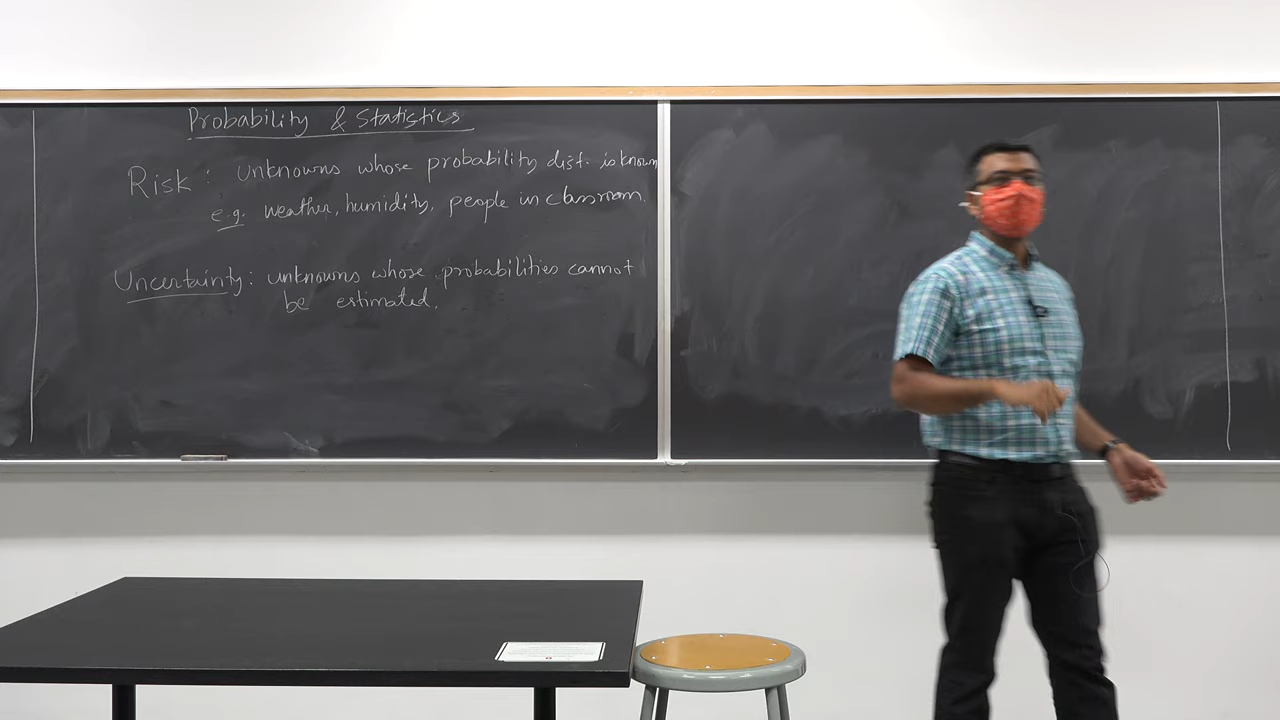 Probability & Statistics
Risk : unknowns whose probability dist. is known
e.g. weather, humidity, people in classroom.
Uncertainty : unknowns whose probabilities cannot
be estimated.